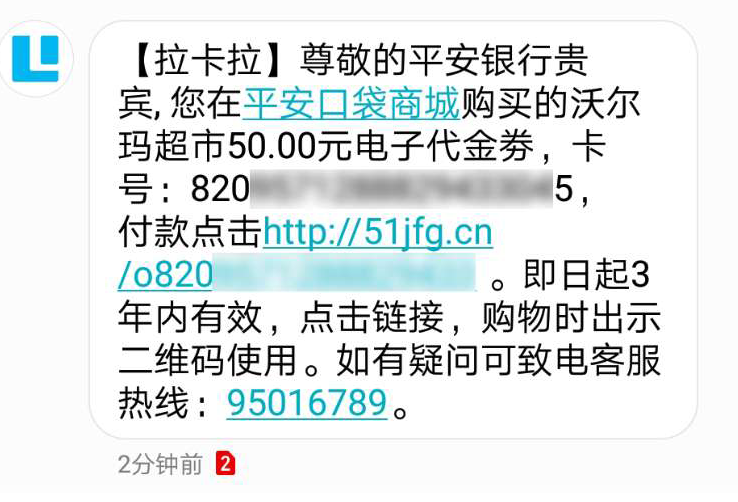 【拉卡拉】尊敬的平安银行贵
宾,您在平安口袋商城购买的沃尔
玛超市50.00元电子代金券，卡
号：820 5，
付款点击http://51jfg.cn
/o820 。即日起3
年内有效，点击链接，购物时出示
二维码使用。如有疑问可致电客服
热线：95016789。
2分钟前 2